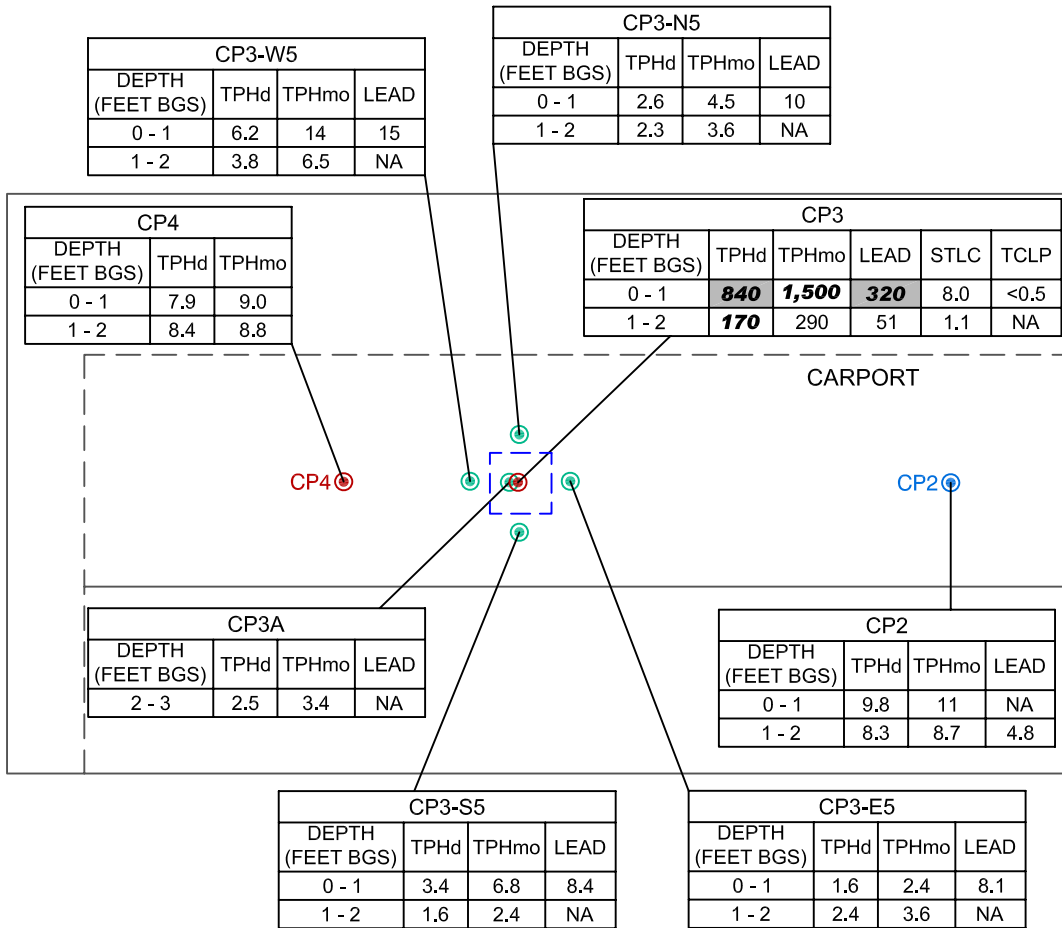 CP3-N5
DEPTH (FEET BGS) TPHd TPHmo LEAD
0 - 1 2.6 4.5 10
1 - 2 2.3 3.6 NA
CP3-W5
DEPTH (FEET BGS) TPHd TPHmo LEAD
0 - 1 6.2 14 15
1 - 2 3.8 6.5 NA
CP4
DEPTH (FEET BGS) TPHd TPHmo
0 - 1 7.9 9.0
1 - 2 8.4 8.8
CP3
DEPTH (FEET BGS) TPHd TPHmo LEAD STLC TCLP
0 - 1 840 1,500 320 8.0 <0.5
1 - 2 170 290 51 1.1 NA
CARPORT
CP4
CP2
CP3A
DEPTH (FEET BGS) TPHd TPHmo LEAD
2 - 3 2.5 3.4 NA
CP2
DEPTH (FEET BGS) TPHd TPHmo LEAD
0 - 1 9.8 11 NA
1 - 2 8.3 8.7 4.8
CP3-S5
DEPTH (FEET BGS) TPHd TPHmo LEAD
0 - 1 3.4 6.8 8.4
1 - 2 1.6 2.4 NA
CP3-E5
DEPTH (FEET BGS) TPHd TPHmo LEAD
0 - 1 1.6 2.4 8.1
1 - 2 2.4 3.6 NA